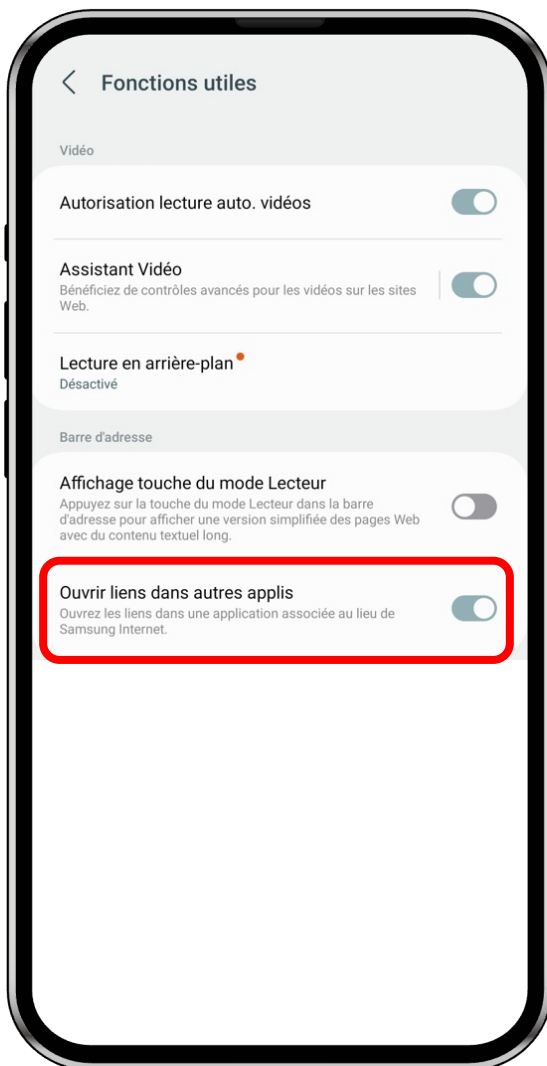 Fonctions utiles
Vidéo
Autorisation lecture auto. vidéos
Assistant Vidéo
Bénéficiez de contrôles avancés pour les vidéos sur les sites
Web.
Lecture en arrière-plan
Désactivé
Barre d'adresse
Affichage touche du mode Lecteur
Appuyez sur la touche du mode Lecteur dans la barre
d'adresse pour afficher une version simplifiée des pages Web
avec du contenu textuel long.
Ouvrir liens dans autres applis
Ouvrez les liens dans une application associée au lieu de
Samsung Internet.